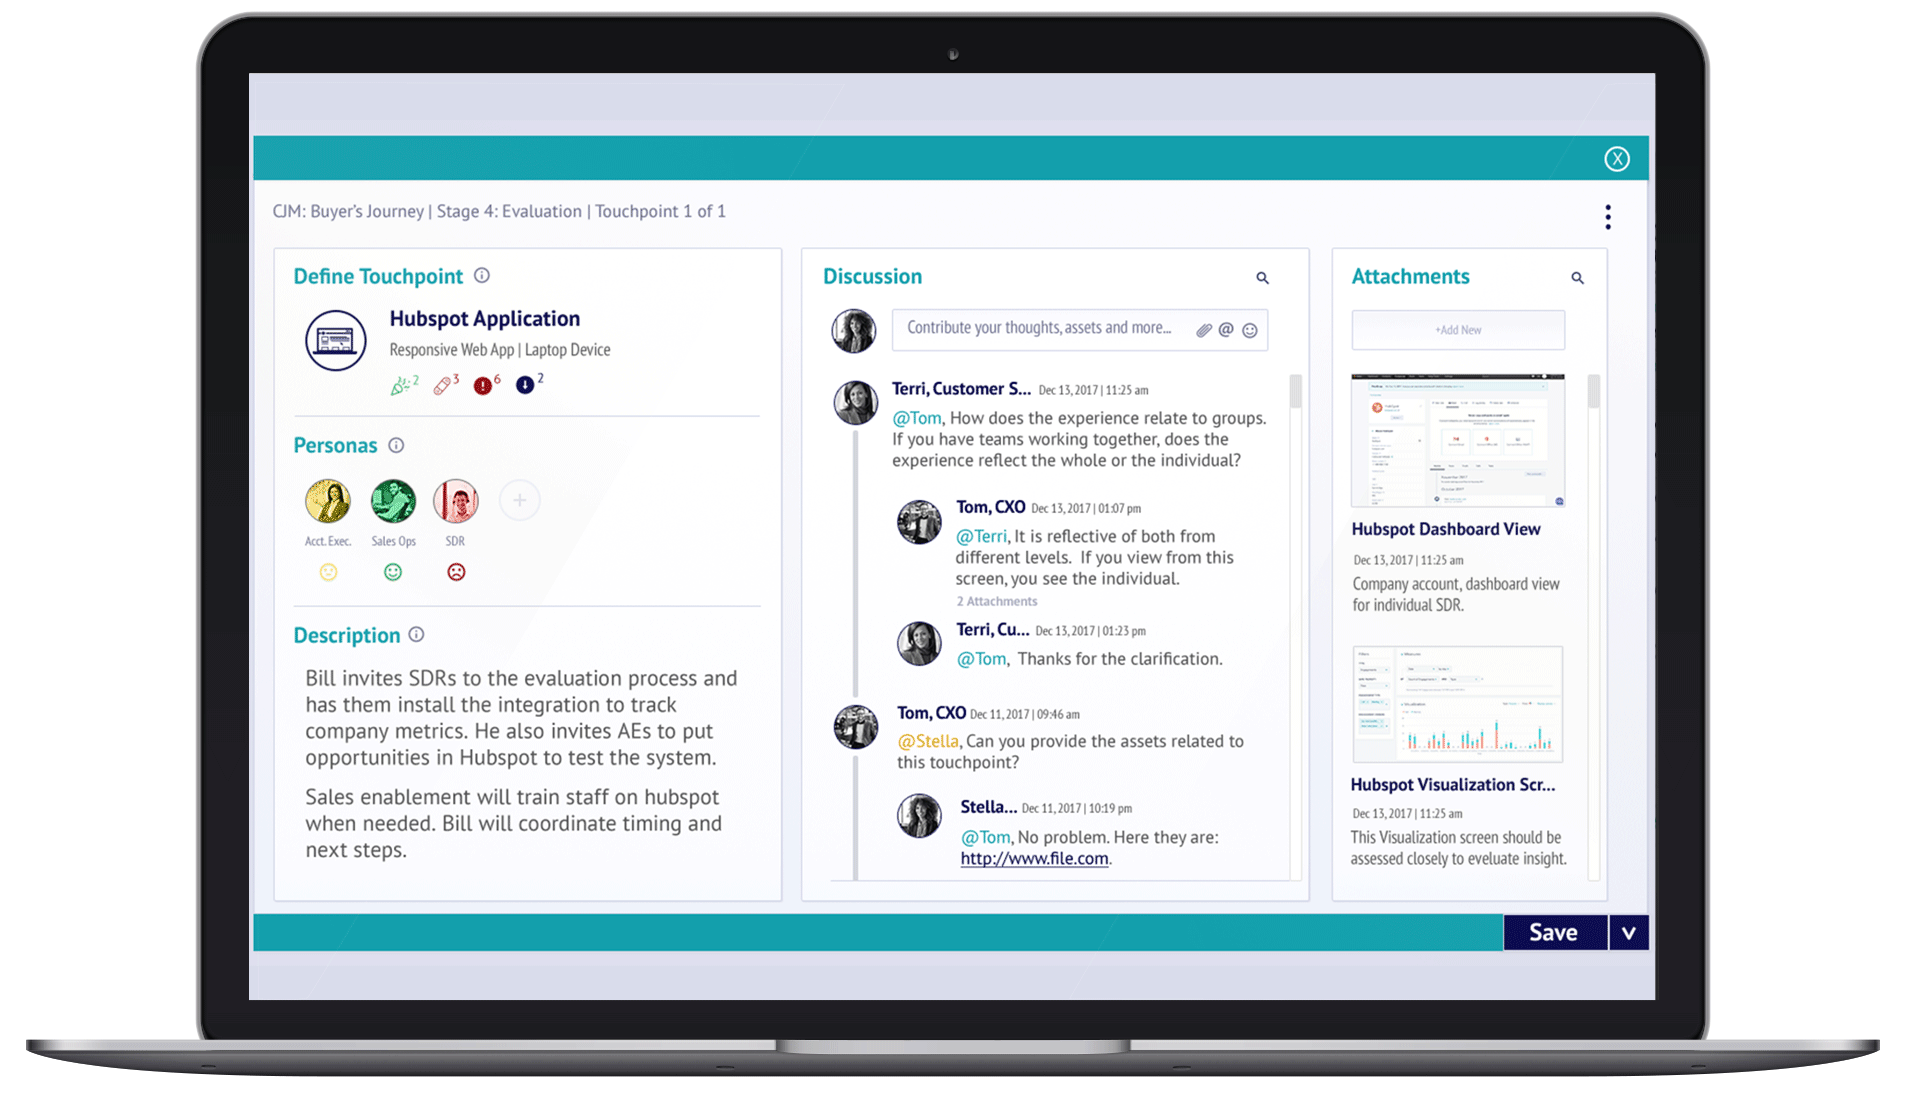 X
CJM: Buyer's Journey | Stage 4: Evaluation | Touchpoint 1 of 1
Define Touchpoint
Hubspot Application
Responsive Web App | Laptop Device
2 3 6 2
Personas
Acct. Exec. Sales Ops SDR
Description
Bill invites SDRs to the evaluation process and
has them install the integration to track
company metrics. He also invites AEs to put
opportunities in Hubspot to test the system.
Sales enablement will train staff on hubspot
when needed. Bill will coordinate timing and
next steps.
Discussion
Contribute your thoughts, assets and more... @
Terri, Customer S... Dec 13, 2017 | 11:25 am
@Tom, How does the experience relate to groups.
If you have teams working together, does the
experience reflect the whole or the individual?
Tom, CXO Dec 13, 2017 | 01:07 pm
@Terri, It is reflective of both from
different levels. If you view from this
screen, you see the individual.
2 Attachments
Terri, Cu... Dec 13, 2017 | 01:23 pm
@Tom, Thanks for the clarification.
Tom, CXO Dec 11, 2017 | 09:46 am
@Stella, Can you provide the assets related to
this touchpoint?
Stella... Dec 11, 2017 | 10:19 pm
@Tom, No problem. Here they are:
http://www.file.com.
Attachments
+Add New
Hubspot Dashboard View
Dec 13, 2017 | 11:25 am
Company account, dashboard view
for individual SDR.
Hubspot Visualization Scr...
Dec 13, 2017 | 11:25 am
This Visualization screen should be
assessed closely to eveluate insight.
Save